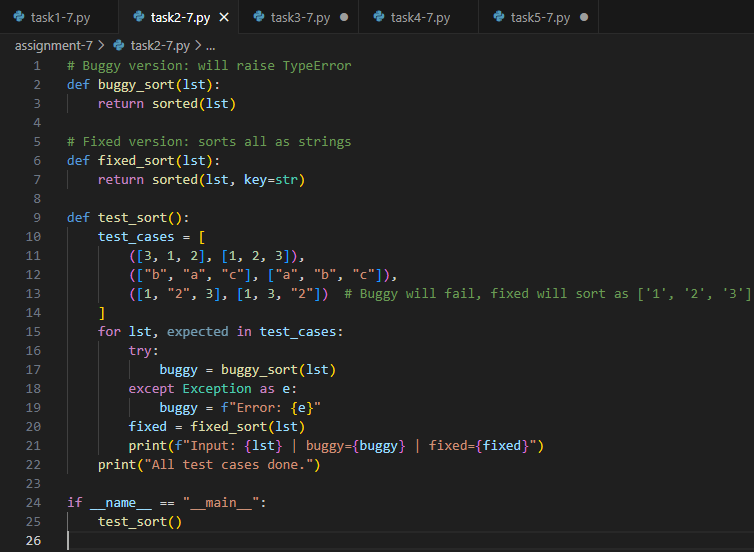 task1-7.py task2-7.py task3-7.py task4-7.py task5-7.py
assignment-7 > task2-7.py > ...
1 # Buggy version: will raise TypeError
2 def buggy_sort(lst):
3     return sorted(lst)
4
5 # Fixed version: sorts all as strings
6 def fixed_sort(lst):
7     return sorted(lst, key=str)
8
9 def test_sort():
10     test_cases = [
11         ([3, 1, 2], [1, 2, 3]),
12         (["b", "a", "c"], ["a", "b", "c"]),
13         ([1, "2", 3], [1, 3, "2"])  # Buggy will fail, fixed will sort as ['1', '2', '3']
14     ]
15     for lst, expected in test_cases:
16         try:
17             buggy = buggy_sort(lst)
18         except Exception as e:
19             buggy = f"Error: {e}"
20         fixed = fixed_sort(lst)
21         print(f"Input: {lst} | buggy={buggy} | fixed={fixed}")
22     print("All test cases done.")
23
24 if __name__ == "__main__":
25     test_sort()
26